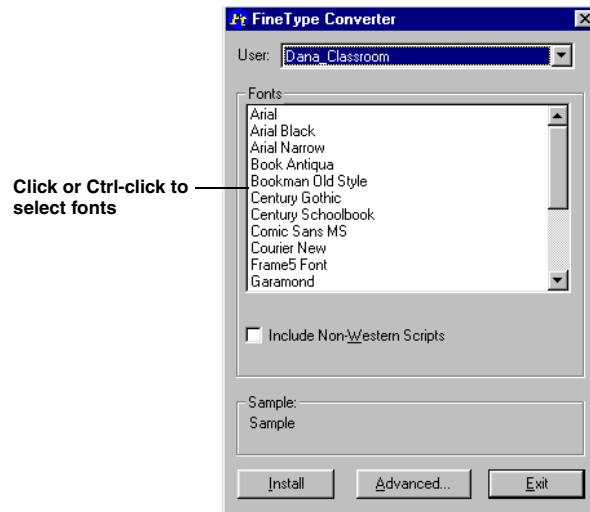 Ft FineType Converter
User: Dana_Classroom
Fonts
Arial
Arial Black
Arial Narrow
Book Antiqua
Bookman Old Style
Click or Ctrl-click to
select fonts
Century Gothic
Century Schoolbook
Comic Sans MS
Courier New
Frame5 Font
Garamond
Include Non-Western Scripts
Sample:
Sample
Install Advanced... Exit